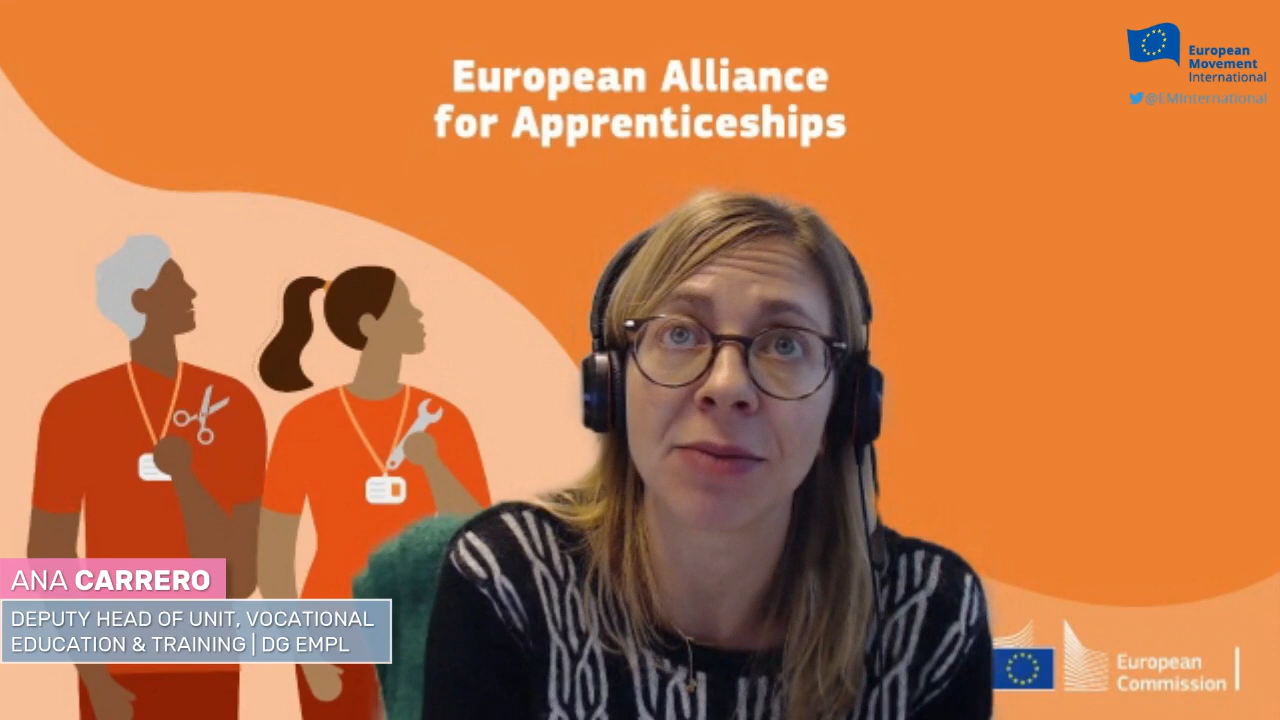 European Alliance
for Apprenticeships
European
Movement
International
@EMInternational
ANA CARRERO
DEPUTY HEAD OF UNIT, VOCATIONAL
EDUCATION & TRAINING | DG EMPL
European
Commission